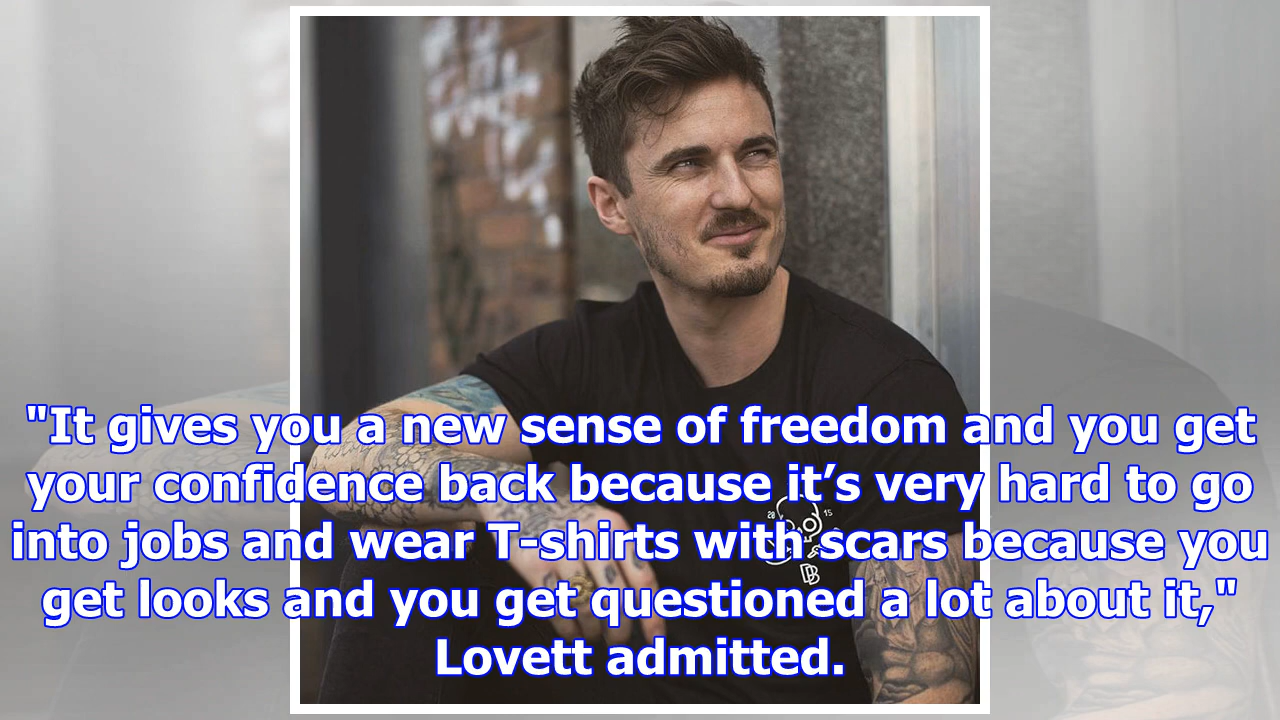 "It gives you a new sense of freedom and you get
your confidence back because it’s very hard to go
into jobs and wear T-shirts with scars because you
get looks and you get questioned a lot about it,"
Lovett admitted.
20 15